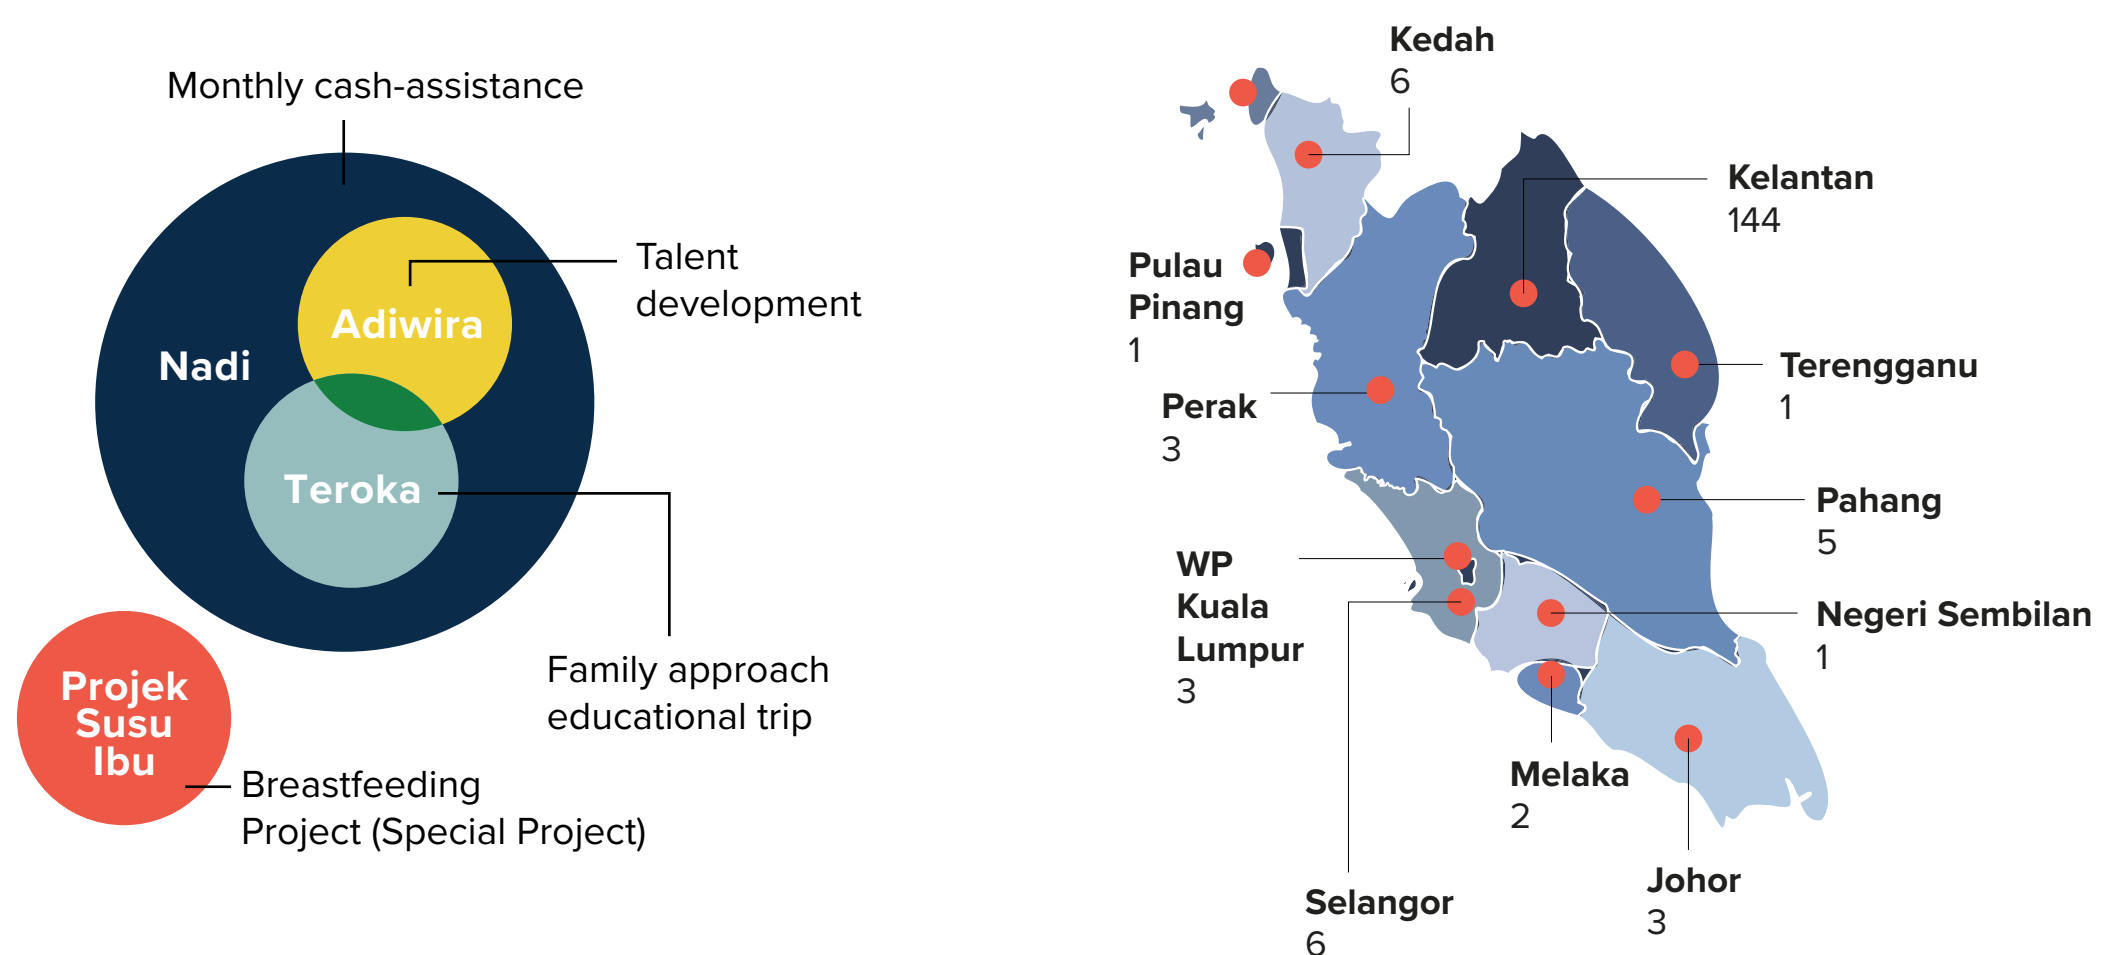 Monthly cash-assistance
Adiwira
Nadi
Teroka
Talent
development
Family approach
educational trip
Projek
Susu
Ibu
Breastfeeding
Project (Special Project)
Kedah
6
Kelantan
144
Pulau
Pinang
1
Terengganu
1
Perak
3
Pahang
5
WP
Kuala
Lumpur
3
Negeri Sembilan
1
Melaka
2
Johor
3
Selangor
6